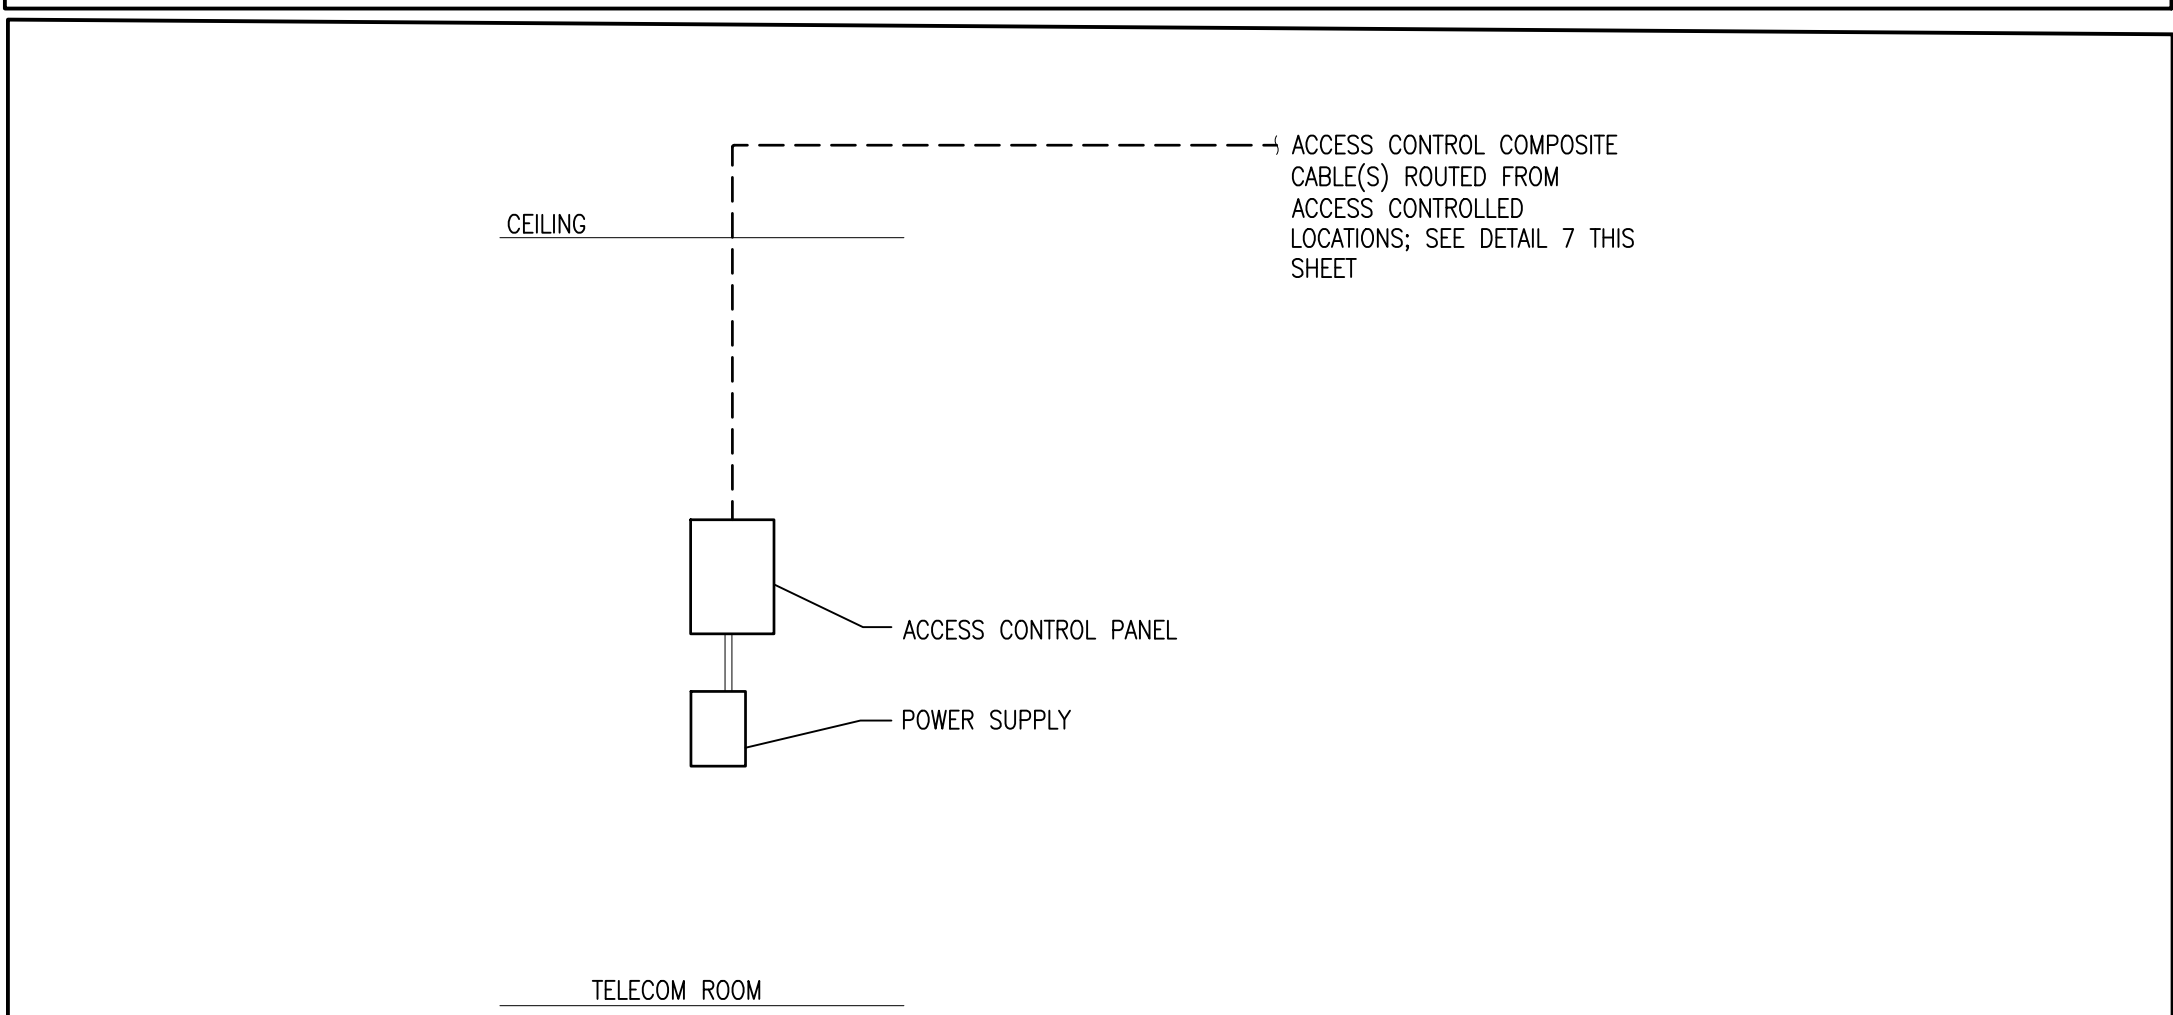 ACCESS CONTROL COMPOSITE
CABLE(S) ROUTED FROM
ACCESS CONTROLLED
LOCATIONS; SEE DETAIL 7 THIS
SHEET
CEILING
ACCESS CONTROL PANEL
POWER SUPPLY
TELECOM ROOM